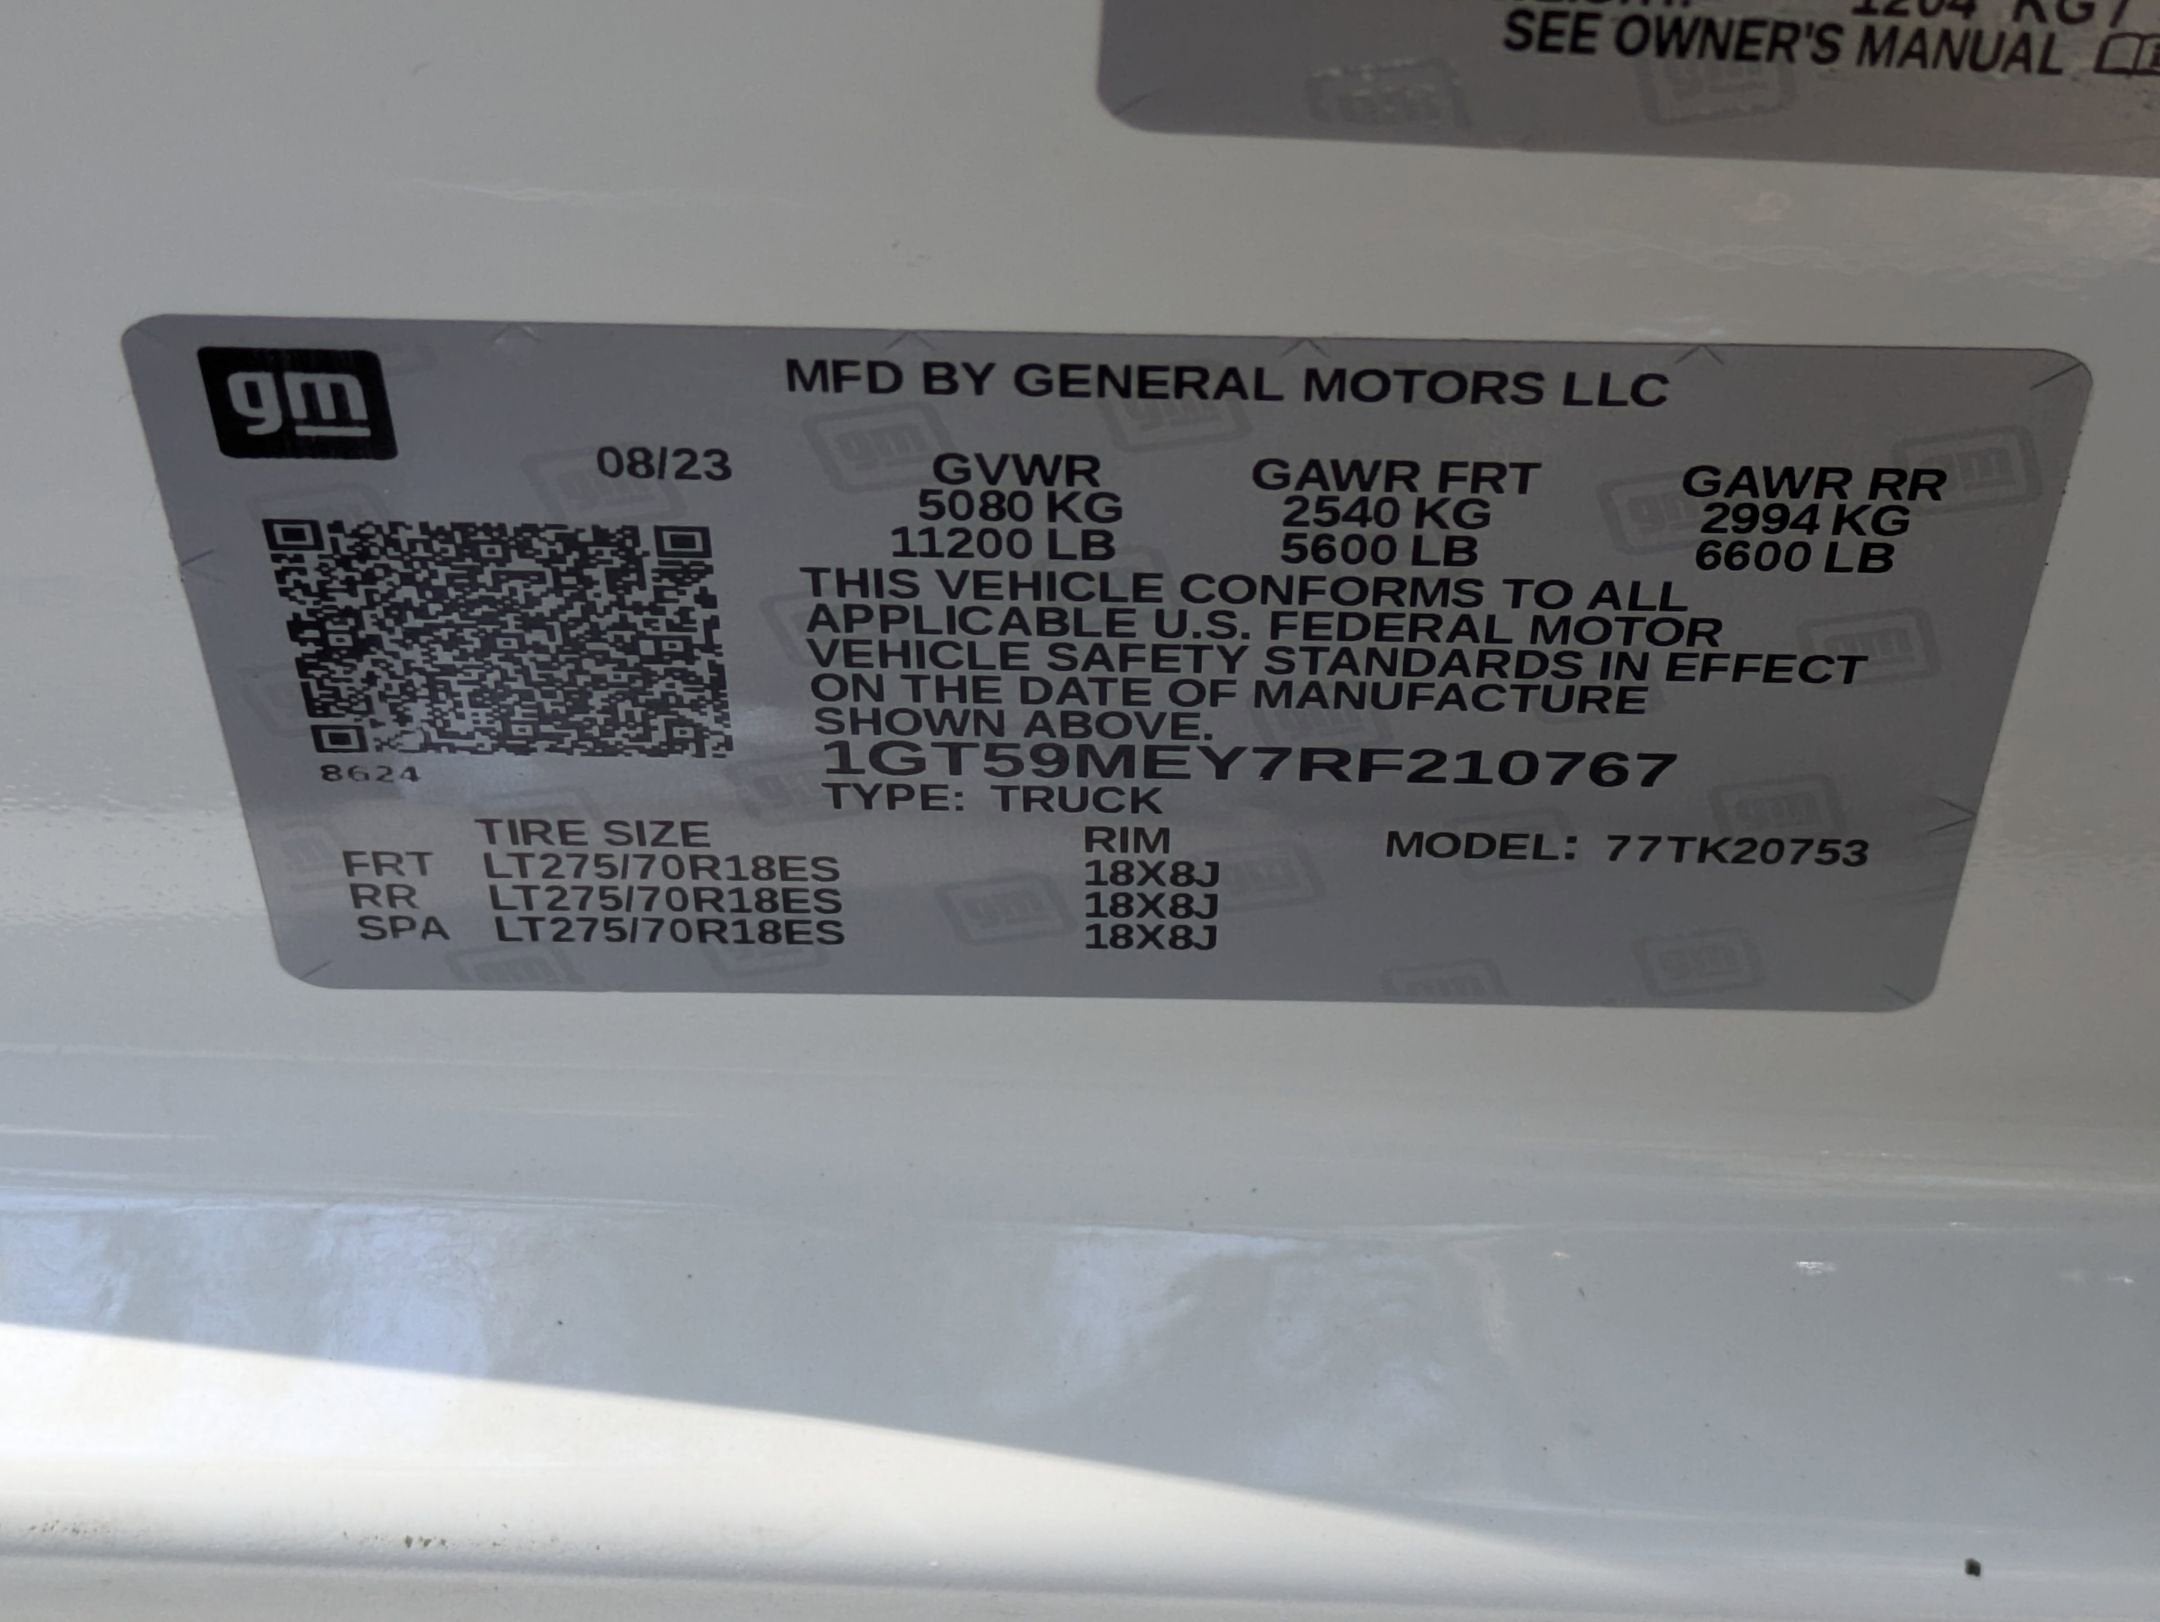 1204 KG /
SEE OWNER'S MANUAL
gm
MFD BY GENERAL MOTORS LLC
08/23
GVWR GAWR FRT GAWR RR
5080 KG 2540 KG 2994 KG
11200 LB 5600 LB 6600 LB
THIS VEHICLE CONFORMS TO ALL
APPLICABLE U.S. FEDERAL MOTOR
VEHICLE SAFETY STANDARDS IN EFFECT
ON THE DATE OF MANUFACTURE
SHOWN ABOVE.
1GT59MEY7RF210767
8624
TYPE: TRUCK
TIRE SIZE RIM MODEL: 77TK20753
FRT LT275/70R18ES 18X8J
RR LT275/70R18ES 18X8J
SPA LT275/70R18ES 18X8J